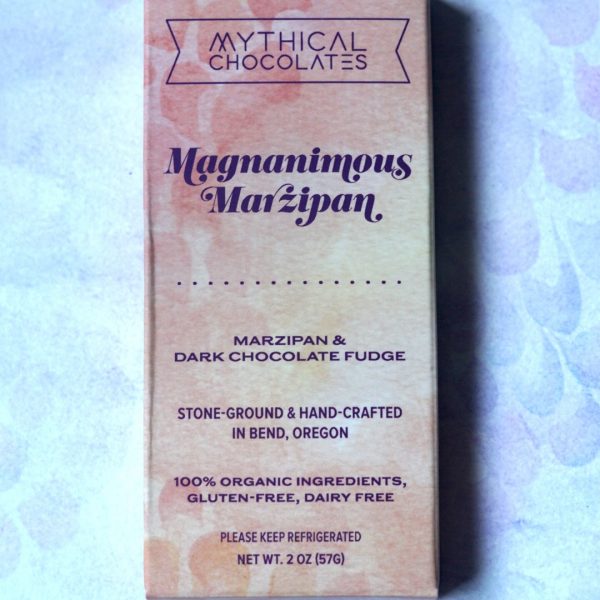 MYTHICAL
CHOCOLATES
Magnanimous
Marzipan
MARZIPAN &
DARK CHOCOLATE FUDGE
STONE-GROUND & HAND-CRAFTED
IN BEND, OREGON
100% ORGANIC INGREDIENTS,
GLUTEN-FREE, DAIRY FREE
PLEASE KEEP REFRIGERATED
NET WT. 2 OZ (57G)